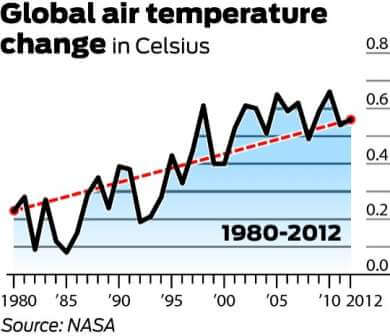 Global air temperature
change in Celsius
0.8
0.6
0.4
0.2
0.0
1980-2012
1980 '85 '90 '95 '00 '05 '10 2012
Source: NASA